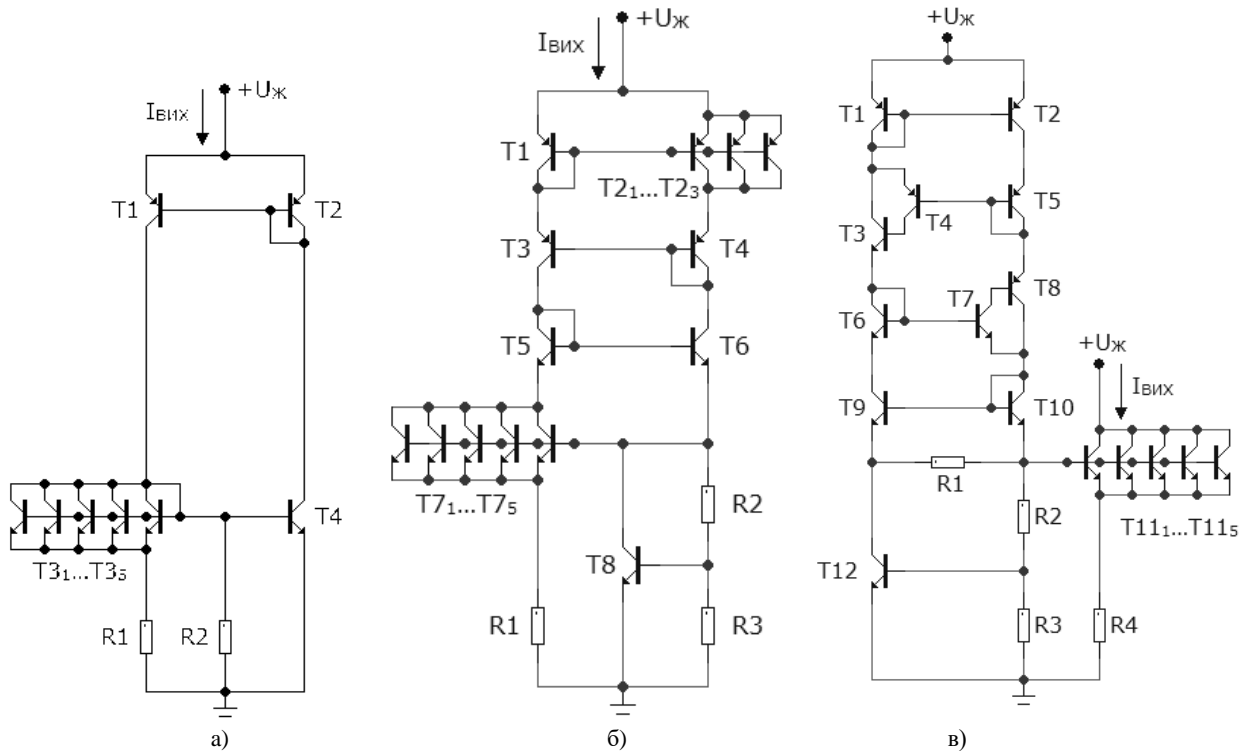 +Uж
Iвих
T1
T2
T3₁...T3₅
T4
R1
R2
а)
+Uж
Iвих
T1
T2₁...T2₃
T3
T4
T5
T6
T7₁...T7₅
R2
T8
R1
R3
б)
+Uж
T1
T2
T4
T5
T3
T7
T8
T6
+Uж
Iвих
T9
T10
R1
R2
T11₁...T11₅
T12
R3
R4
в)